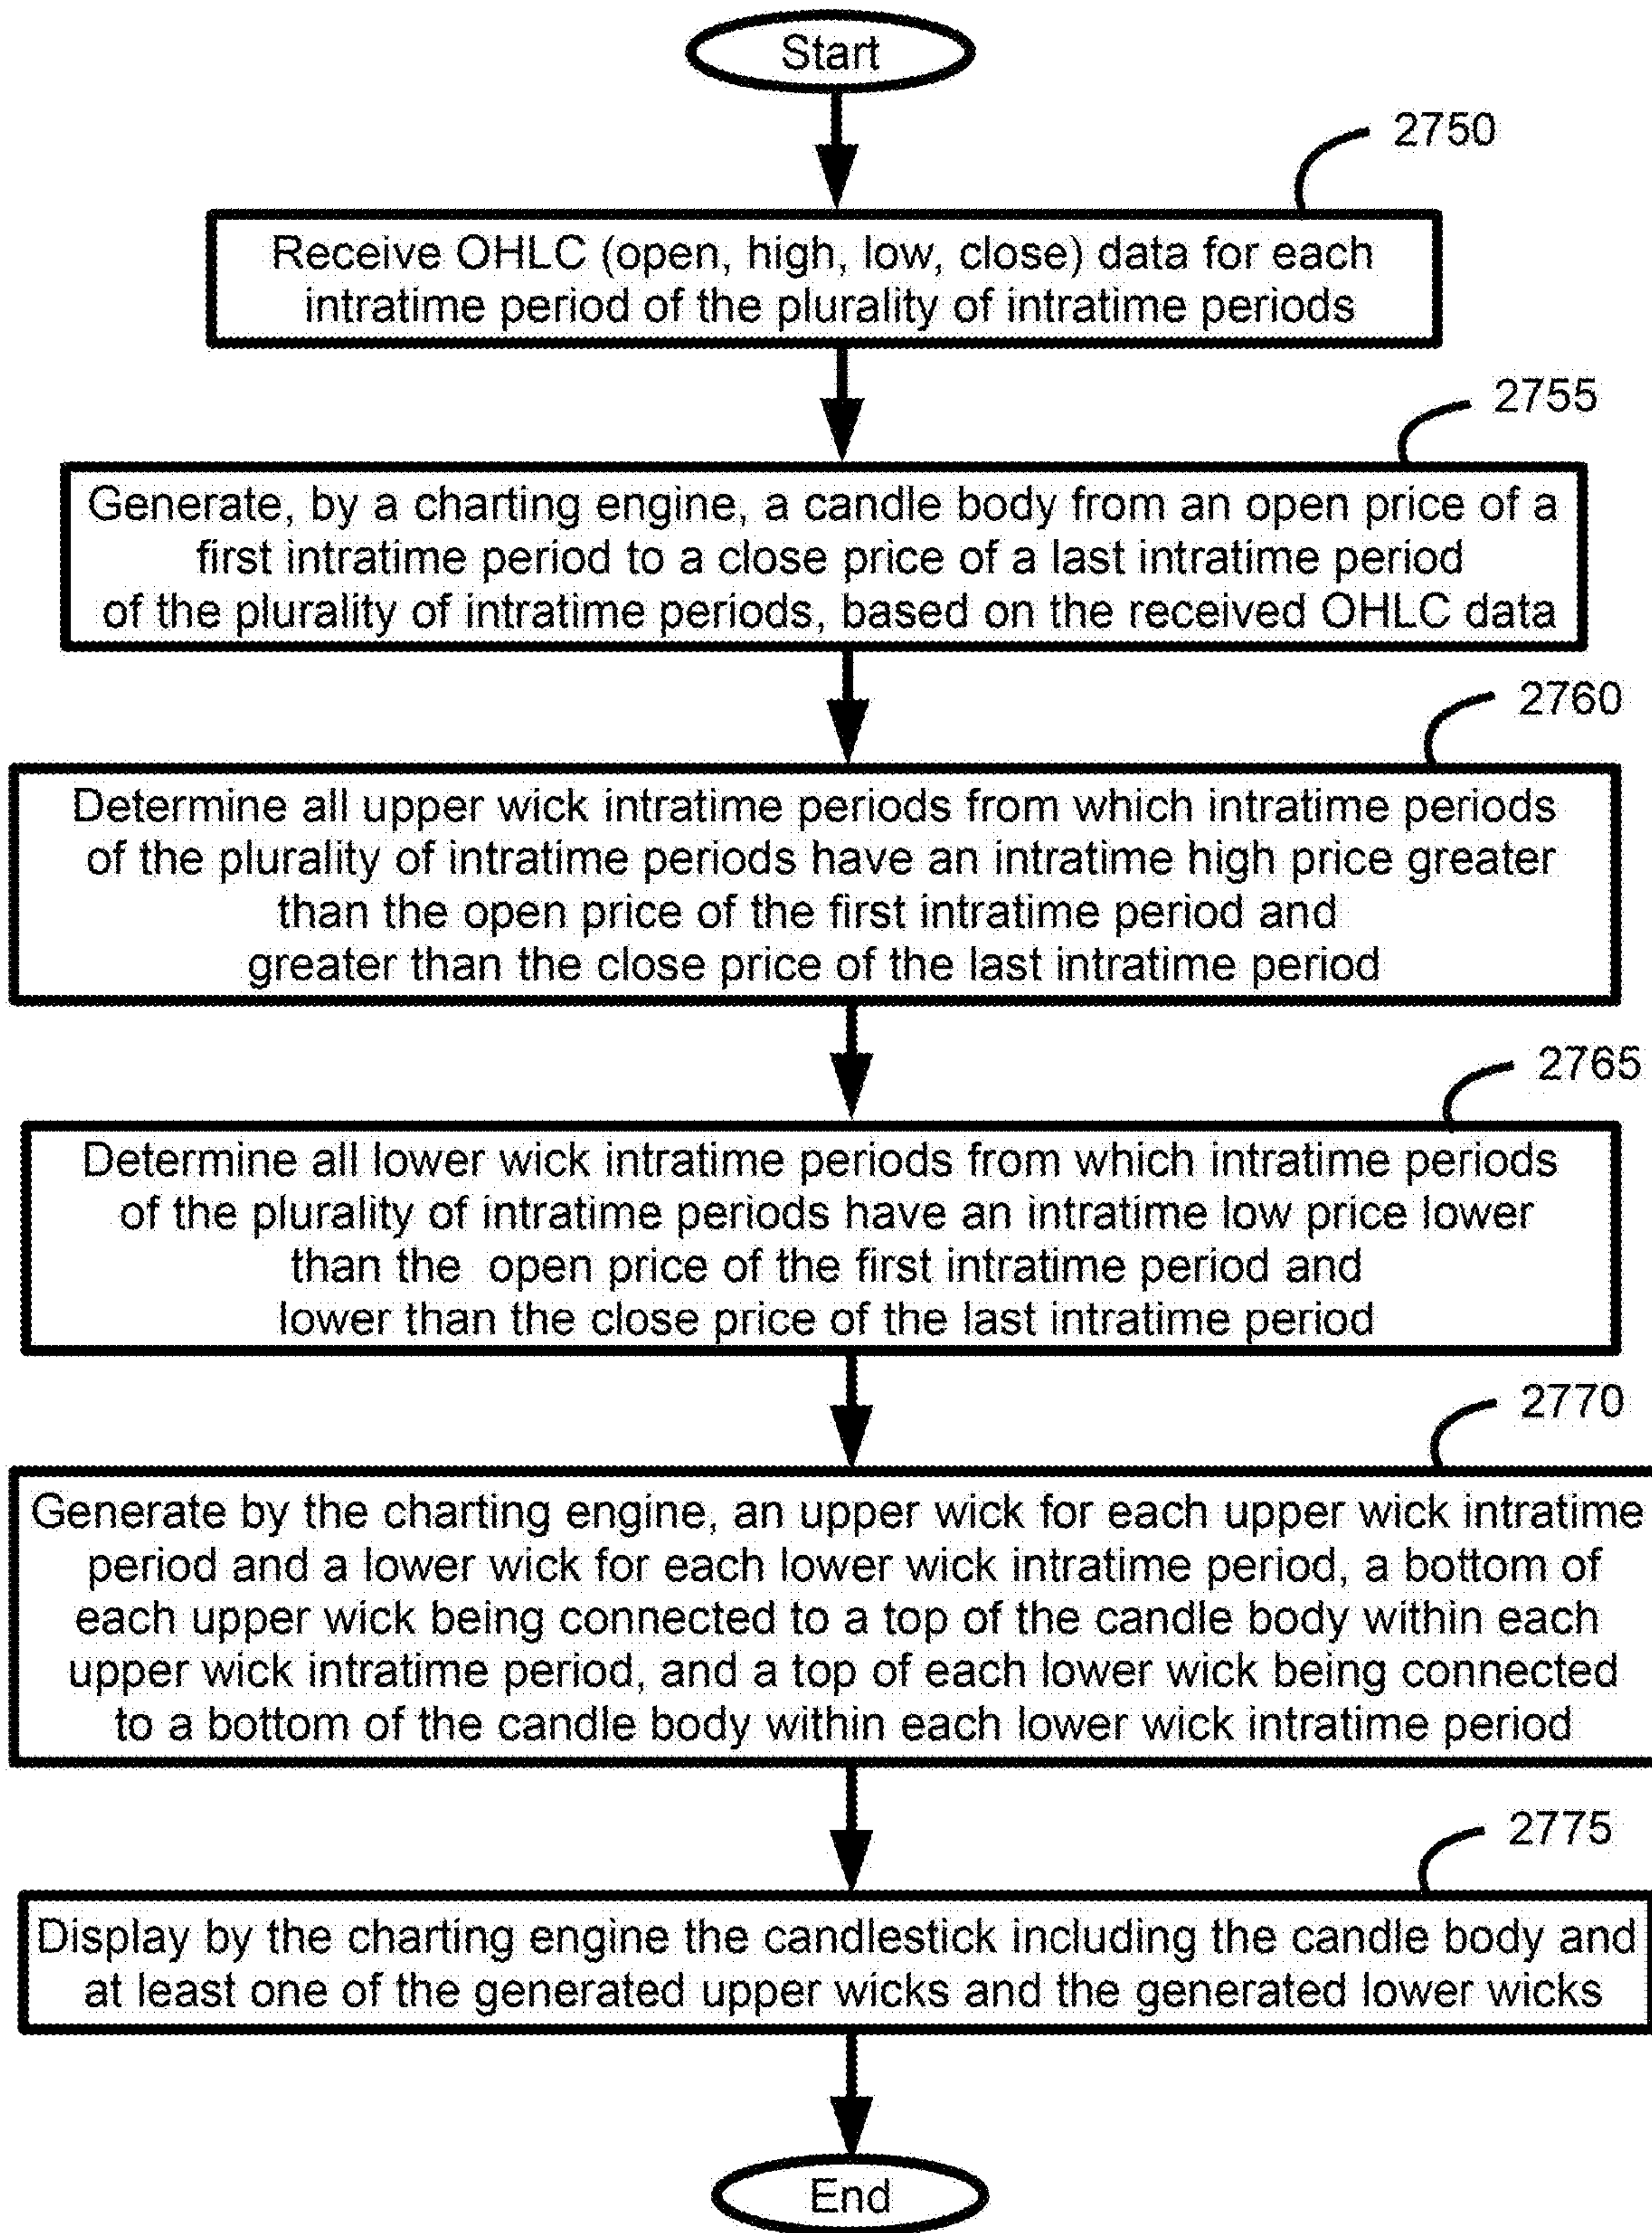 Start
2750
Receive OHLC (open, high, low, close) data for each
intratime period of the plurality of intratime periods
2755
Generate, by a charting engine, a candle body from an open price of a
first intratime period to a close price of a last intratime period
of the plurality of intratime periods, based on the received OHLC data
2760
Determine all upper wick intratime periods from which intratime periods
of the plurality of intratime periods have an intratime high price greater
than the open price of the first intratime period and
greater than the close price of the last intratime period
2765
Determine all lower wick intratime periods from which intratime periods
of the plurality of intratime periods have an intratime low price lower
than the open price of the first intratime period and
lower than the close price of the last intratime period
2770
Generate by the charting engine, an upper wick for each upper wick intratime
period and a lower wick for each lower wick intratime period, a bottom of
each upper wick being connected to a top of the candle body within each
upper wick intratime period, and a top of each lower wick being connected
to a bottom of the candle body within each lower wick intratime period
2775
Display by the charting engine the candlestick including the candle body and
at least one of the generated upper wicks and the generated lower wicks
End